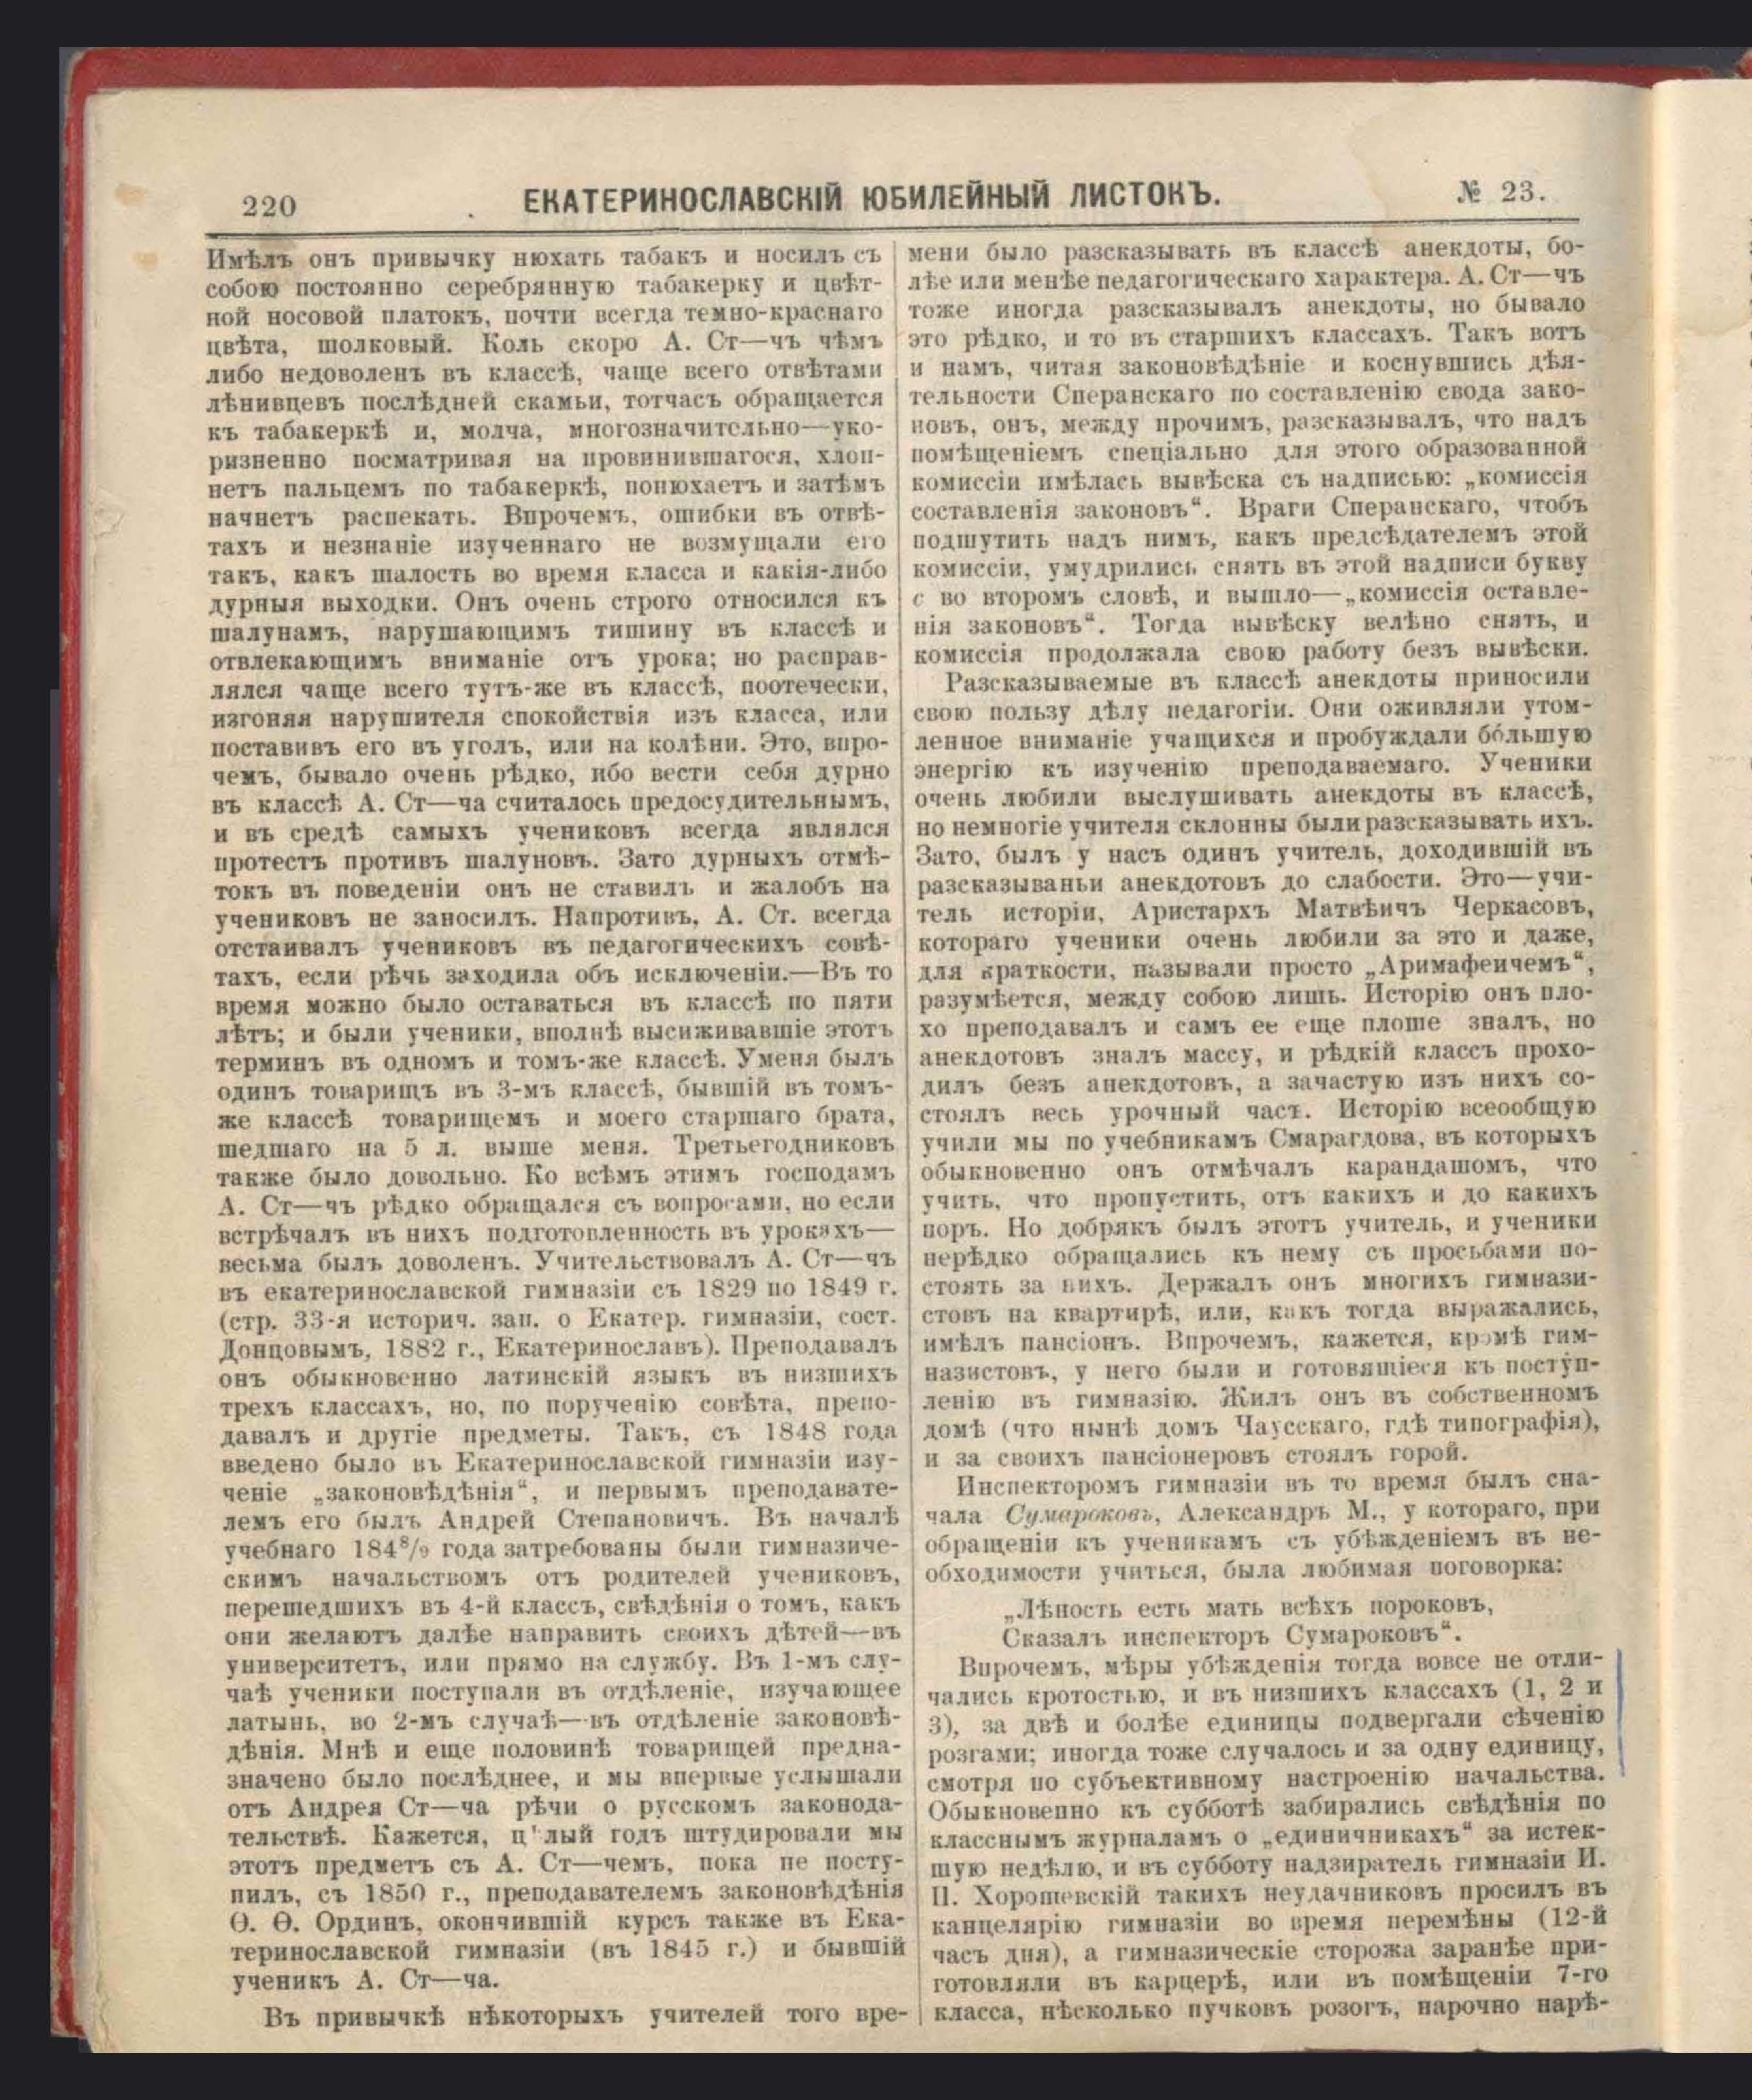 220
ЕКАТЕРИНОСЛАВСКІЙ ЮБИЛЕЙНЫЙ ЛИСТОКЪ.
№ 23.
Имѣлъ онъ привычку нюхать табакъ и носилъ съ
собою постоянно серебрянную табакерку и цвѣт-
ной носовой платокъ, почти всегда темно-краснаго
цвѣта, шолковый. Коль скоро А. Ст—чъ чѣмъ
либо недоволенъ въ классѣ, чаще всего отвѣтами
лѣнивцевъ послѣдней скамьи, тотчасъ обращается
къ табакеркѣ и, молча, многозначительно—уко-
ризненно посматривая на провинившагося, хлоп-
нетъ пальцемъ по табакеркѣ, понюхаетъ и затѣмъ
начнетъ распекать. Впрочемъ, ошибки въ отвѣ-
тахъ и незнаніе изученнаго не возмущали его
такъ, какъ шалость во время класса и какія-либо
дурныя выходки. Онъ очень строго относился къ
шалунамъ, нарушающимъ тишину въ классѣ и
отвлекающимъ вниманіе отъ урока; но расправ-
лялся чаще всего тутъ-же въ классѣ, поотечески,
изгоняя нарушителя спокойствія изъ класса, или
поставивъ его въ уголъ, или на колѣни. Это, впро-
чемъ, бывало очень рѣдко, ибо вести себя дурно
въ классѣ А. Ст—ча считалось предосудительнымъ,
и въ средѣ самыхъ учениковъ всегда являлся
протестъ противъ шалуновъ. Зато дурныхъ отмѣ-
токъ въ поведеніи онъ не ставилъ и жалобъ на
учениковъ не заносилъ. Напротивъ, А. Ст. всегда
отстаивалъ учениковъ въ педагогическихъ совѣ-
тахъ, если рѣчь заходила объ исключеніи.—Въ то
время можно было оставаться въ классѣ по пяти
лѣтъ; и были ученики, вполнѣ высиживавшіе этотъ
терминъ въ одномъ и томъ-же классѣ. Уменя былъ
одинъ товарищъ въ 3-мъ классѣ, бывшій въ томъ-
же классѣ товарищемъ и моего старшаго брата,
шедшаго на 5 л. выше меня. Третьегодниковъ
также было довольно. Ко всѣмъ этимъ господамъ
А. Ст—чъ рѣдко обращался съ вопросами, но если
встрѣчалъ въ нихъ подготовленность въ урокахъ—
весьма былъ доволенъ. Учительствовалъ А. Ст—чъ
въ екатеринославской гимназіи съ 1829 по 1849 г.
(стр. 33-я историч. зап. о Екатер. гимназіи, сост.
Донцовымъ, 1882 г., Екатеринославъ). Преподавалъ
онъ обыкновенно латинскій языкъ въ низшихъ
трехъ классахъ, но, по порученію совѣта, препо-
давалъ и другіе предметы. Такъ, съ 1848 года
введено было въ Екатеринославской гимназіи изу-
ченіе „законовѣдѣнія“, и первымъ преподавате-
лемъ его былъ Андрей Степановичъ. Въ началѣ
учебнаго 184⁸/₉ года затребованы были гимназиче-
скимъ начальствомъ отъ родителей учениковъ,
перешедшихъ въ 4-й классъ, свѣдѣнія о томъ, какъ
они желаютъ далѣе направить своихъ дѣтей—въ
университетъ, или прямо на службу. Въ 1-мъ слу-
чаѣ ученики поступали въ отдѣленіе, изучающее
латынь, во 2-мъ случаѣ—въ отдѣленіе законовѣ-
дѣнія. Мнѣ и еще половинѣ товарищей предна-
значено было послѣднее, и мы впервые услышали
отъ Андрея Ст—ча рѣчи о русскомъ законода-
тельствѣ. Кажется, ц'лый годъ штудировали мы
этотъ предметъ съ А. Ст—чемъ, пока не посту-
пилъ, съ 1850 г., преподавателемъ законовѣдѣнія
Ѳ. Ѳ. Ординъ, окончившій курсъ также въ Ека-
теринославской гимназіи (въ 1845 г.) и бывшій
ученикъ А. Ст—ча.
Въ привычкѣ нѣкоторыхъ учителей того вре-
мени было разсказывать въ классѣ анекдоты, бо-
лѣе или менѣе педагогическаго характера. А. Ст—чъ
тоже иногда разсказывалъ анекдоты, но бывало
это рѣдко, и то въ старшихъ классахъ. Такъ вотъ
и намъ, читая законовѣдѣніе и коснувшись дѣя-
тельности Сперанскаго по составленію свода зако-
новъ, онъ, между прочимъ, разсказывалъ, что надъ
помѣщеніемъ спеціально для этого образованной
комиссіи имѣлась вывѣска съ надписью: „комиссія
составленія законовъ“. Враги Сперанскаго, чтобъ
подшутить надъ нимъ, какъ предсѣдателемъ этой
комиссіи, умудрились снять въ этой надписи букву
с во второмъ словѣ, и вышло—„комиссія оставле-
нія законовъ“. Тогда вывѣску велѣно снять, и
комиссія продолжала свою работу безъ вывѣски.
Разсказываемые въ классѣ анекдоты приносили
свою пользу дѣлу педагогіи. Они оживляли утом-
ленное вниманіе учащихся и пробуждали бо́льшую
энергію къ изученію преподаваемаго. Ученики
очень любили выслушивать анекдоты въ классѣ,
но немногіе учителя склонны были разсказывать ихъ.
Зато, былъ у насъ одинъ учитель, доходившій въ
разсказываньи анекдотовъ до слабости. Это—учи-
тель исторіи, Аристархъ Матвѣичъ Черкасовъ,
котораго ученики очень любили за это и даже,
для краткости, называли просто „Аримафеичемъ“,
разумѣется, между собою лишь. Исторію онъ пло-
хо преподавалъ и самъ ее еще плоше зналъ, но
анекдотовъ зналъ массу, и рѣдкій классъ прохо-
дилъ безъ анекдотовъ, а зачастую изъ нихъ со-
стоялъ весь урочный част. Исторію всеообщую
учили мы по учебникамъ Смарагдова, въ которыхъ
обыкновенно онъ отмѣчалъ карандашомъ, что
учить, что пропустить, отъ какихъ и до какихъ
поръ. Но добрякъ былъ этотъ учитель, и ученики
нерѣдко обращались къ нему съ просьбами по-
стоять за нихъ. Держалъ онъ многихъ гимнази-
стовъ на квартирѣ, или, какъ тогда выражались,
имѣлъ пансіонъ. Впрочемъ, кажется, кромѣ гим-
назистовъ, у него были и готовящіеся къ поступ-
ленію въ гимназію. Жилъ онъ въ собственномъ
домѣ (что нынѣ домъ Чаусскаго, гдѣ типографія),
и за своихъ пансіонеровъ стоялъ горой.
Инспекторомъ гимназіи въ то время былъ сна-
чала Сумароковъ, Александръ М., у котораго, при
обращеніи къ ученикамъ съ убѣжденіемъ въ не-
обходимости учиться, была любимая поговорка:
„Лѣность есть мать всѣхъ пороковъ,
Сказалъ инспекторъ Сумароковъ“.
Впрочемъ, мѣры убѣжденія тогда вовсе не отли-
чались кротостью, и въ низшихъ классахъ (1, 2 и
3), за двѣ и болѣе единицы подвергали сѣченію
розгами; иногда тоже случалось и за одну единицу,
смотря по субъективному настроенію начальства.
Обыкновенно къ субботѣ забирались свѣдѣнія по
класснымъ журналамъ о „единичникахъ“ за истек-
шую недѣлю, и въ субботу надзиратель гимназіи И.
П. Хорошевскій такихъ неудачниковъ просилъ въ
канцелярію гимназіи во время перемѣны (12-й
часъ дня), а гимназическіе сторожа заранѣе при-
готовляли въ карцерѣ, или въ помѣщеніи 7-го
класса, нѣсколько пучковъ розогъ, нарочно нарѣ-